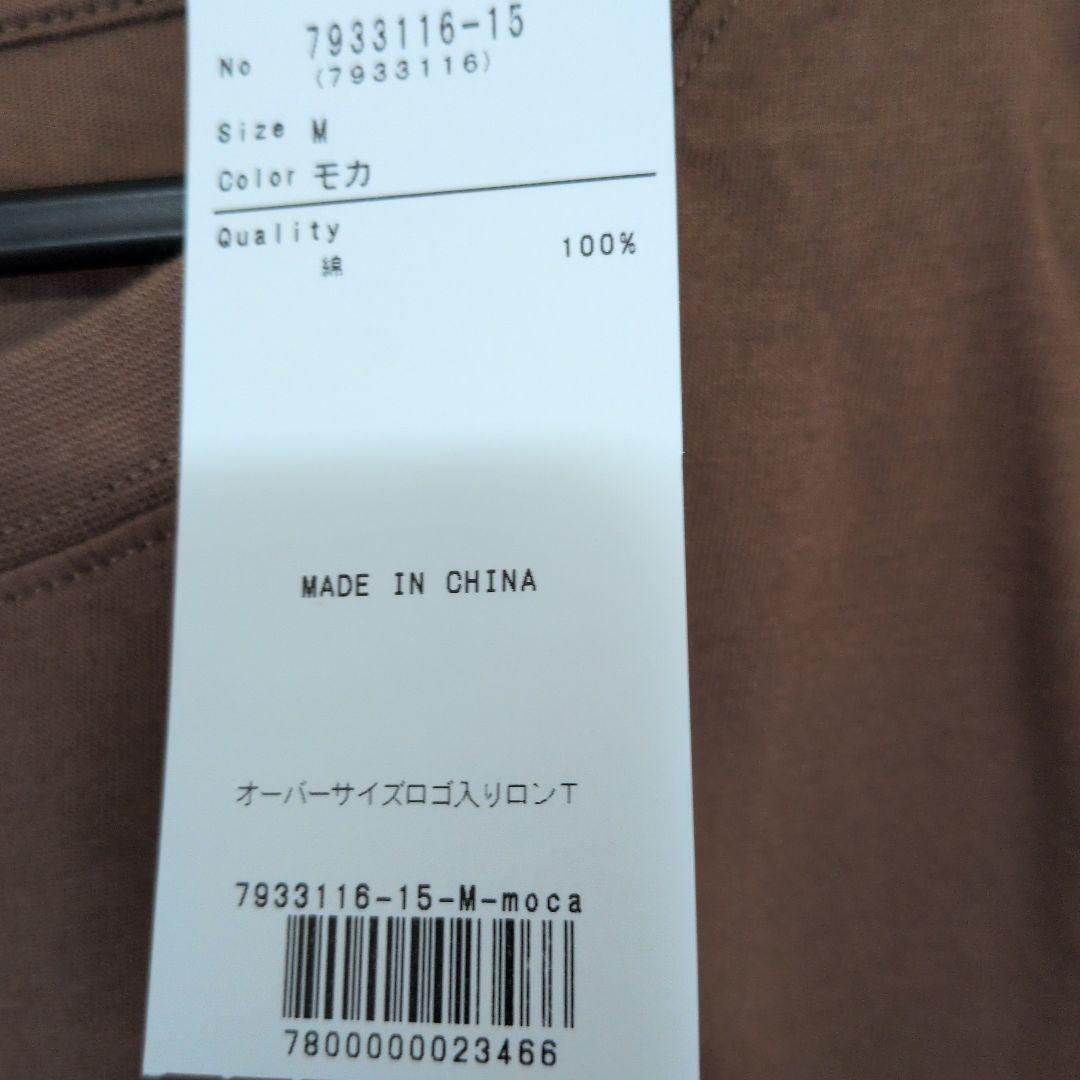 No 7933116-15
(7933116)
Size M
Color モカ
Quality
綿 100%
MADE IN CHINA
オーバーサイズロゴ入りロンT
7933116-15-M-moca
7800000023466